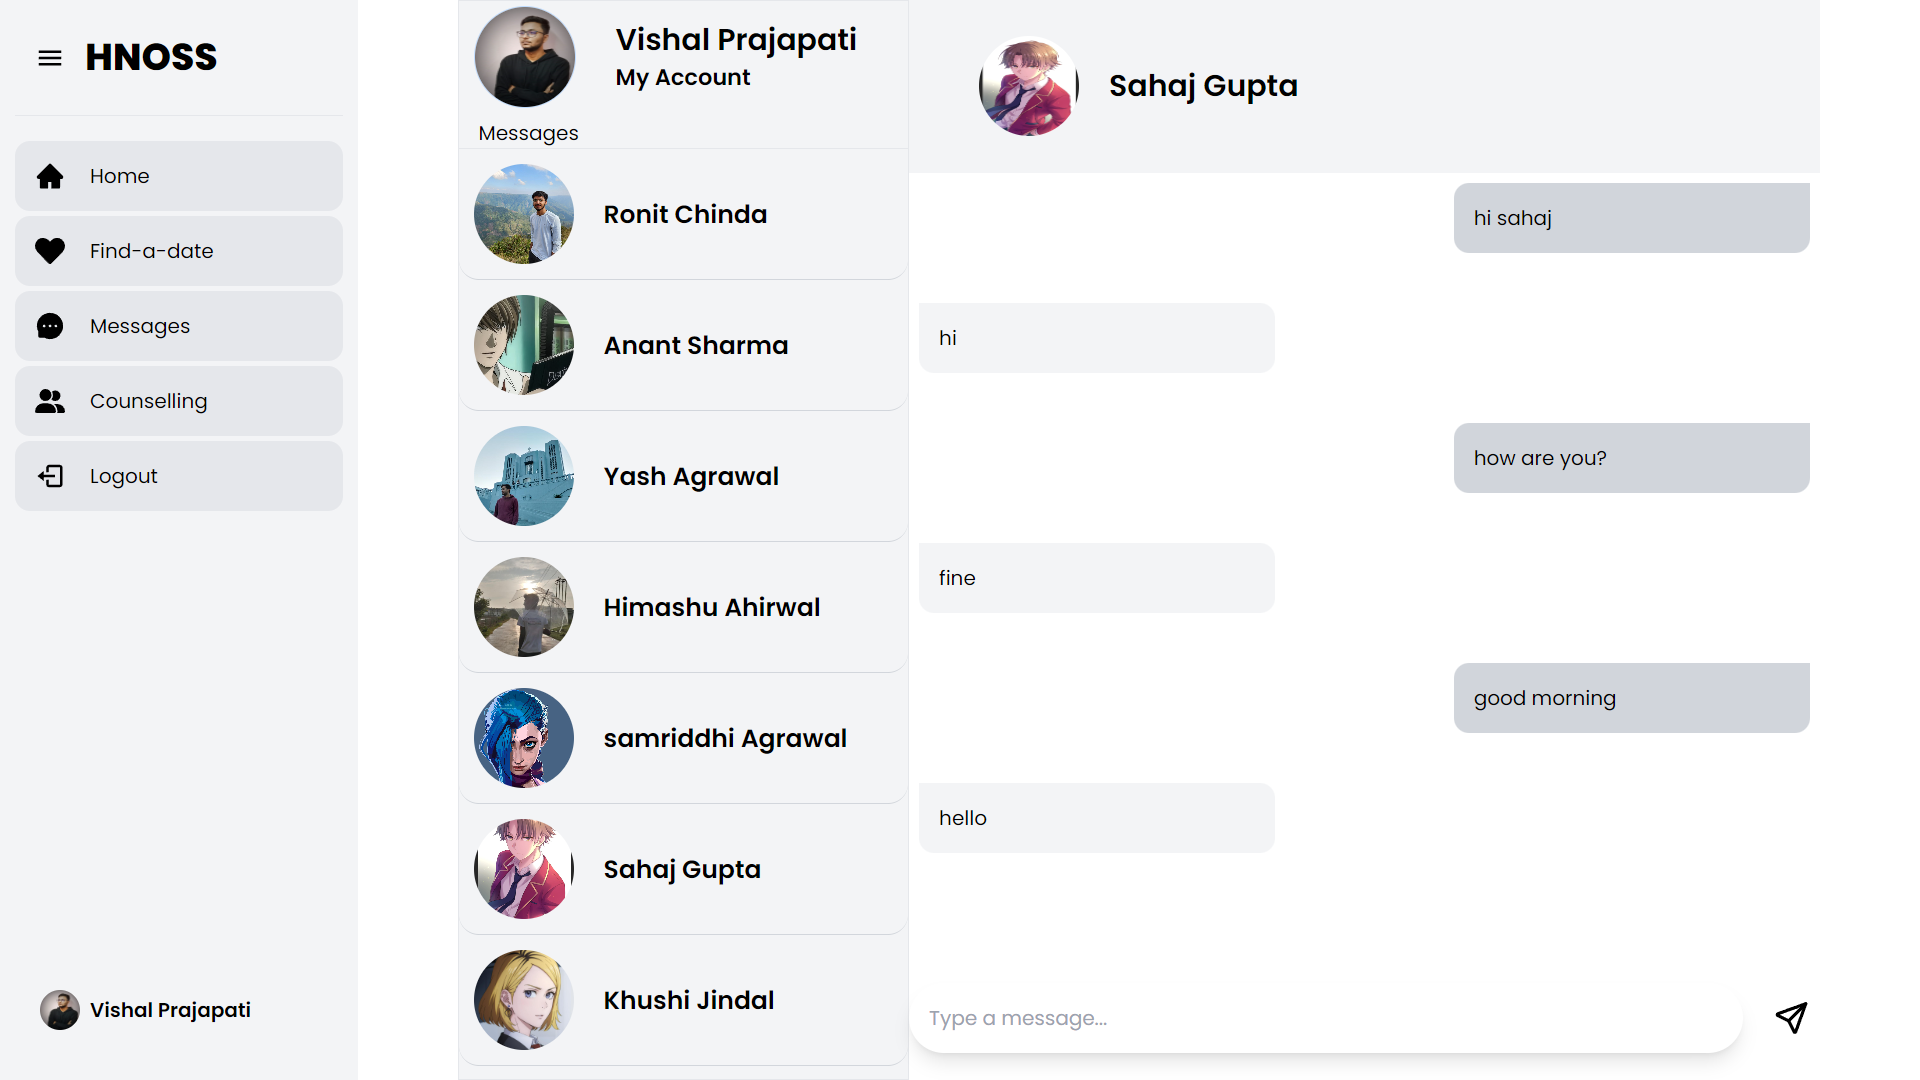 HNOSS
Home
Find-a-date
Messages
Counselling
Logout
Vishal Prajapati
Vishal Prajapati
My Account
Messages
Ronit Chinda
Anant Sharma
Yash Agrawal
Himashu Ahirwal
samriddhi Agrawal
Sahaj Gupta
Khushi Jindal
Sahaj Gupta
hi sahaj
hi
how are you?
fine
good morning
hello
Type a message...